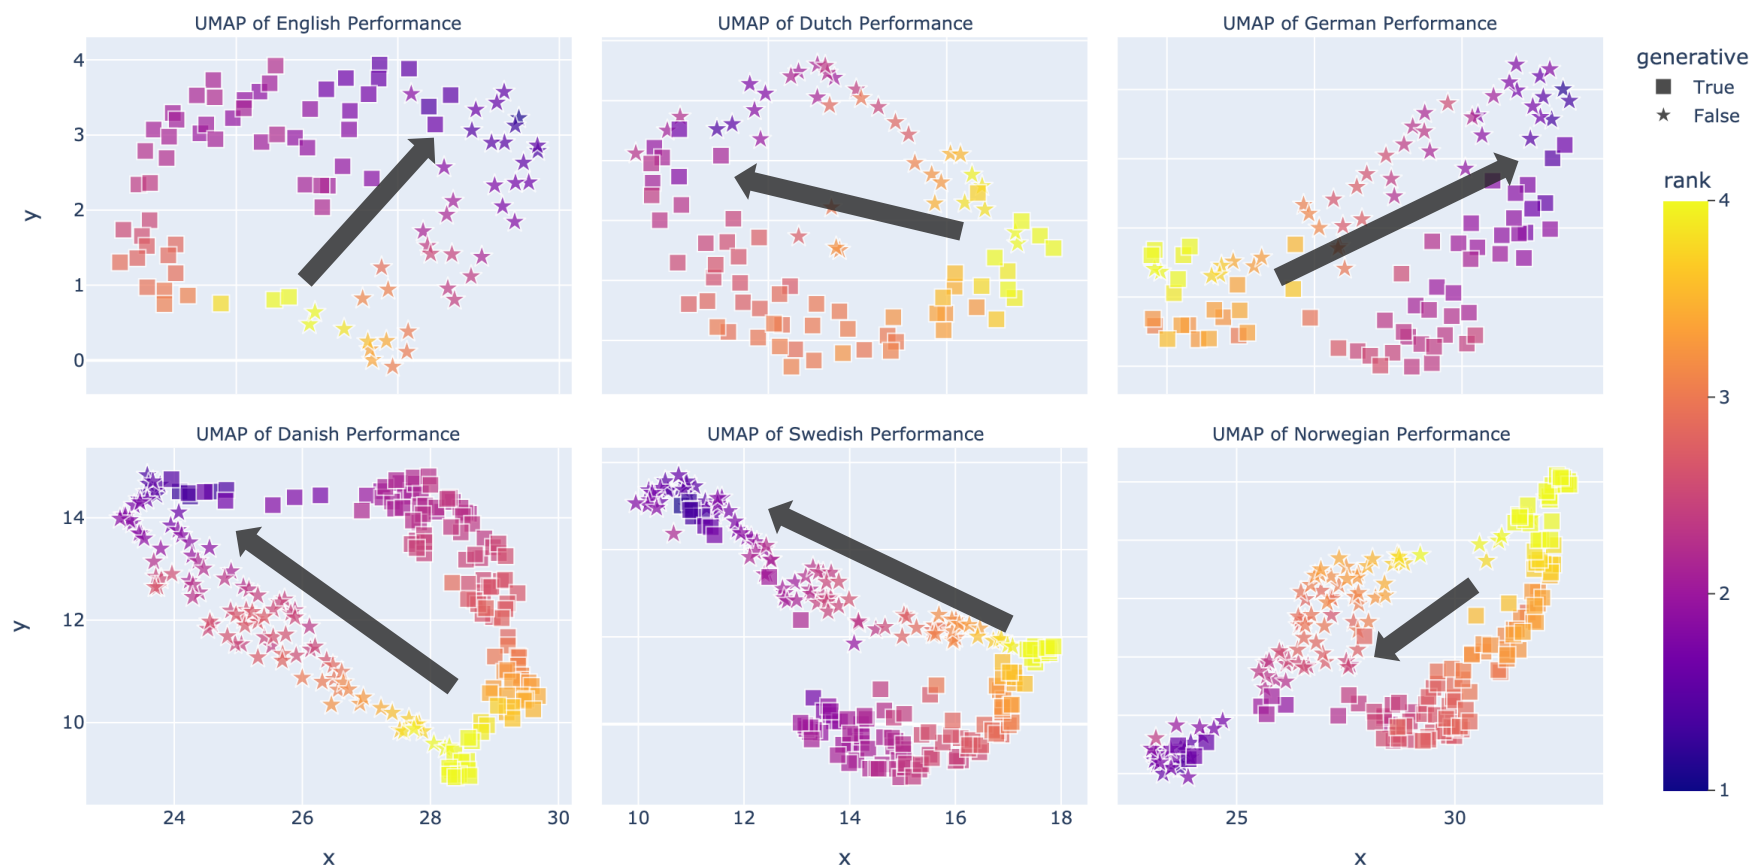 UMAP of English Performance
UMAP of Dutch Performance
UMAP of German Performance
generative
True
False
rank
4
3
2
1
y
4
3
2
1
0
UMAP of Danish Performance
UMAP of Swedish Performance
UMAP of Norwegian Performance
y
14
12
10
24
26
28
30
10
12
14
16
18
25
30
x
x
x